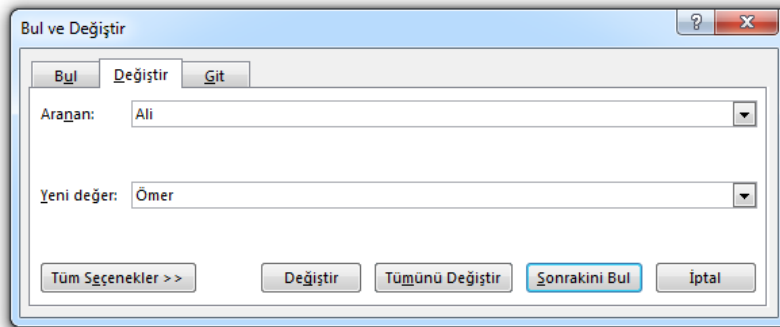 Bul ve Değiştir
Bul Değiştir Git
Aranan: Ali
Yeni değer: Ömer
Tüm Seçenekler >> Değiştir Tümünü Değiştir Sonrakini Bul İptal